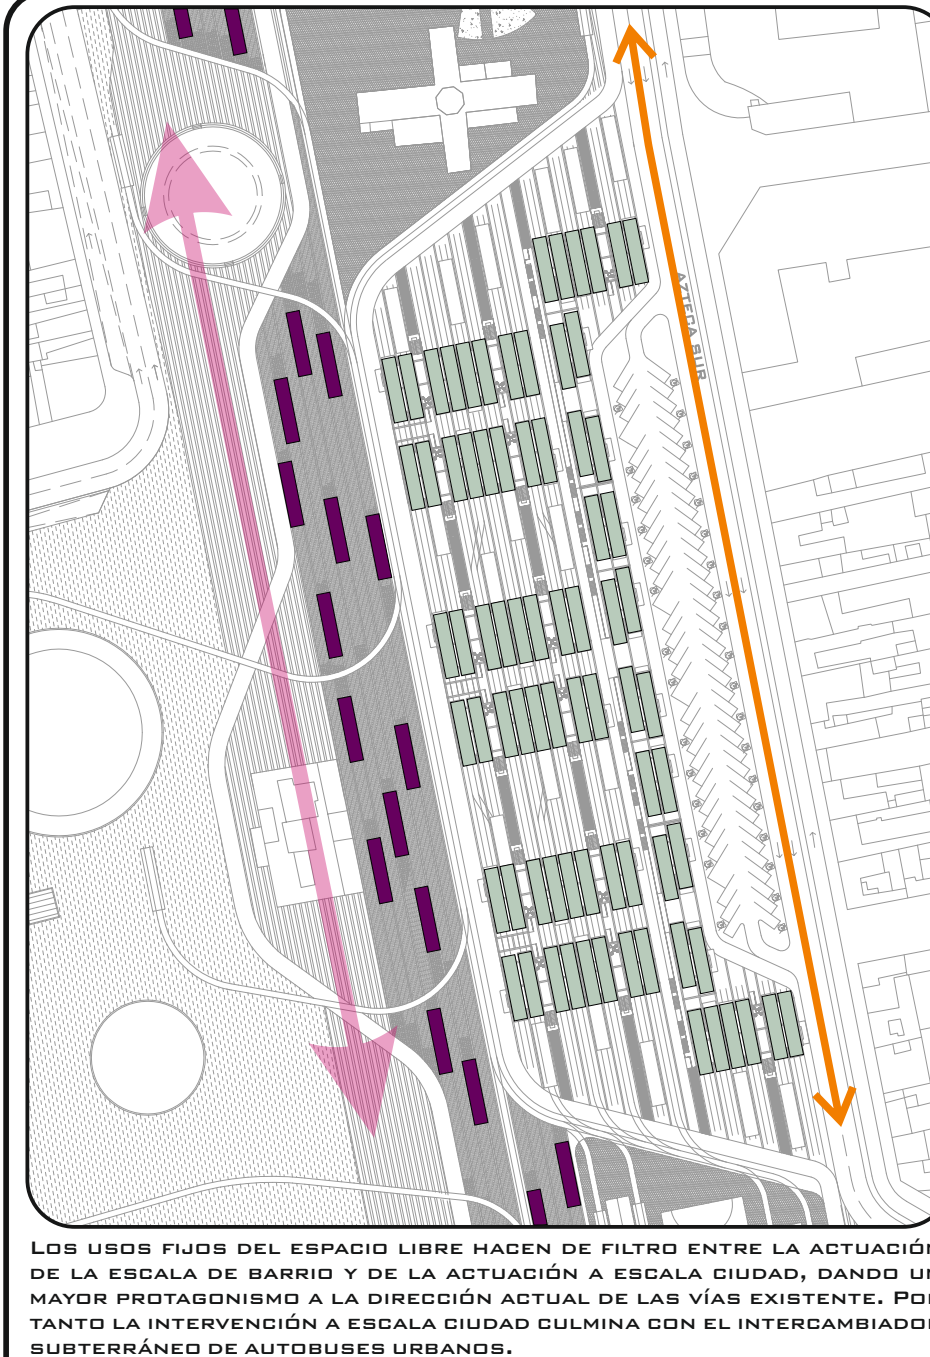 AZTECA SUR
LOS USOS FIJOS DEL ESPACIO LIBRE HACEN DE FILTRO ENTRE LA ACTUACIÓN
DE LA ESCALA DE BARRIO Y DE LA ACTUACIÓN A ESCALA CIUDAD, DANDO UN
MAYOR PROTAGONISMO A LA DIRECCIÓN ACTUAL DE LAS VÍAS EXISTENTE. POR
TANTO LA INTERVENCIÓN A ESCALA CIUDAD CULMINA CON EL INTERCAMBIADOR
SUBTERRÁNEO DE AUTOBUSES URBANOS.